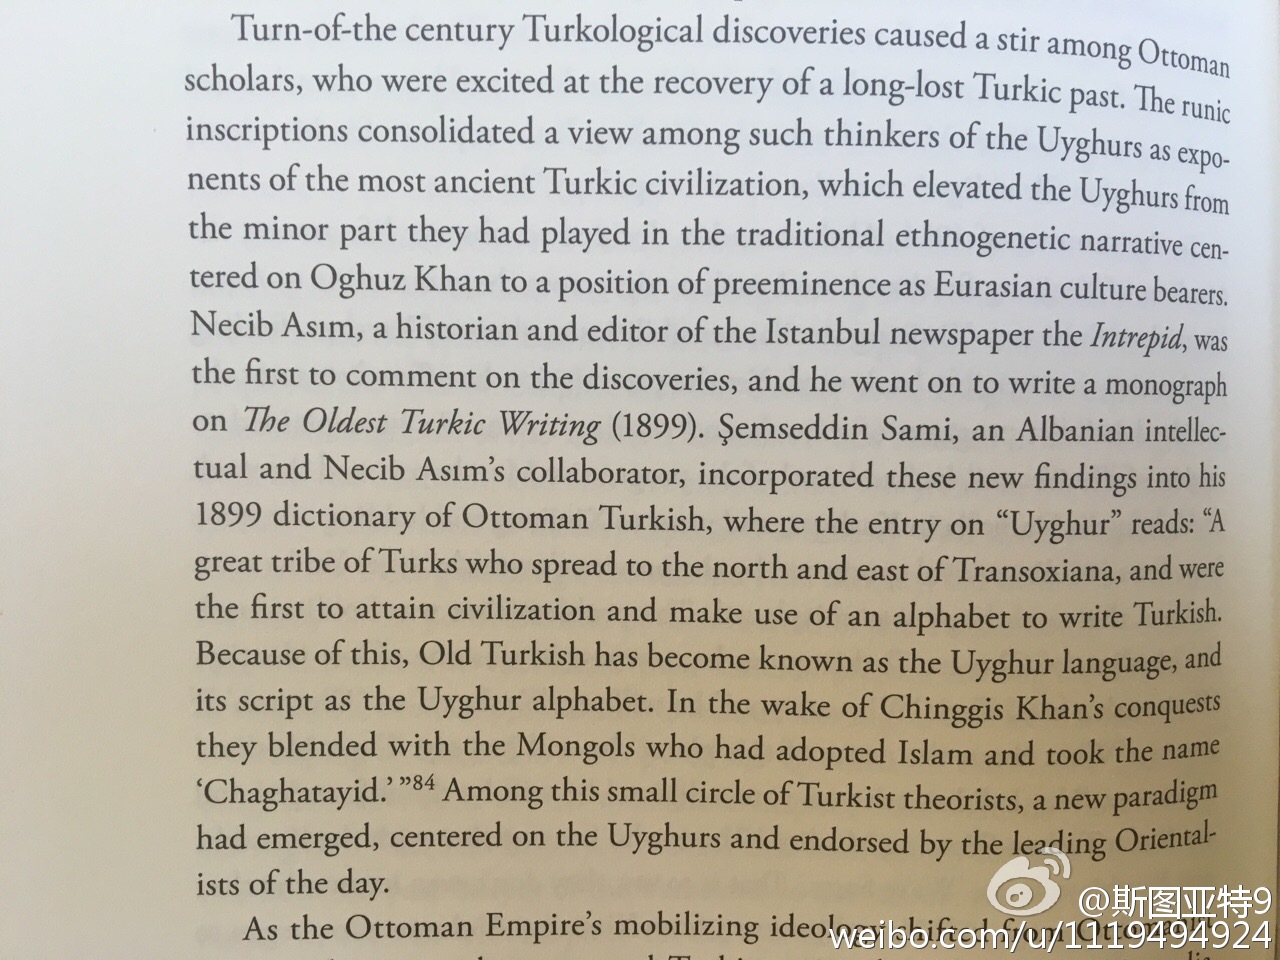 Turn-of-the century Turkological discoveries caused a stir among Ottoman
scholars, who were excited at the recovery of a long-lost Turkic past. The runic
inscriptions consolidated a view among such thinkers of the Uyghurs as expo-
nents of the most ancient Turkic civilization, which elevated the Uyghurs from
the minor part they had played in the traditional ethnogenetic narrative cen-
tered on Oghuz Khan to a position of preeminence as Eurasian culture bearers.
Necib Asım, a historian and editor of the Istanbul newspaper the Intrepid, was
the first to comment on the discoveries, and he went on to write a monograph
on The Oldest Turkic Writing (1899). Şemseddin Sami, an Albanian intellec-
tual and Necib Asım’s collaborator, incorporated these new findings into his
1899 dictionary of Ottoman Turkish, where the entry on “Uyghur” reads: “A
great tribe of Turks who spread to the north and east of Transoxiana, and were
the first to attain civilization and make use of an alphabet to write Turkish.
Because of this, Old Turkish has become known as the Uyghur language, and
its script as the Uyghur alphabet. In the wake of Chinggis Khan’s conquests
they blended with the Mongols who had adopted Islam and took the name
‘Chaghatayid.’”84 Among this small circle of Turkist theorists, a new paradigm
had emerged, centered on the Uyghurs and endorsed by the leading Oriental-
ists of the day.
As the Ottoman Empire’s mobilizing ideology shifted from
@斯图亚特9
weibo.com/u/1119494924